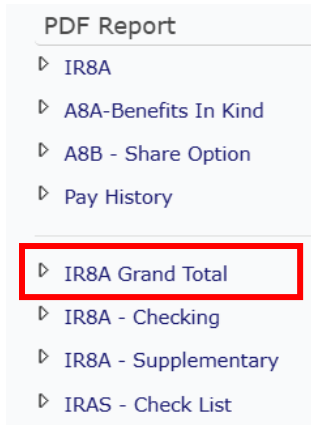 PDF Report
IR8A
A8A-Benefits In Kind
A8B - Share Option
Pay History
IR8A Grand Total
IR8A - Checking
IR8A - Supplementary
IRAS - Check List